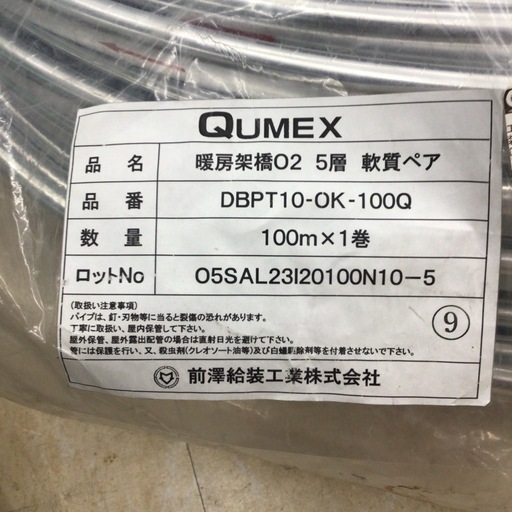 QUMEX
品 名 暖房架橋O2 5層 軟質ペア
品 番 DBPT10-OK-100Q
数 量 100m×1巻
ロットNo O5SAL23I20100N10-5
(取扱い注意事項)
パイプは、釘・刃物等に当ると裂傷の恐れがあります。
丁寧に取扱い、屋内保管して下さい。
屋外保管、屋外露出配管の場合は直射日光を避けて下さい。
管には保護を行い、又、殺虫剤(クレオソート油等)及び白蟻駆除剤等を付着させないで下さい。
⑨
前澤給装工業株式会社